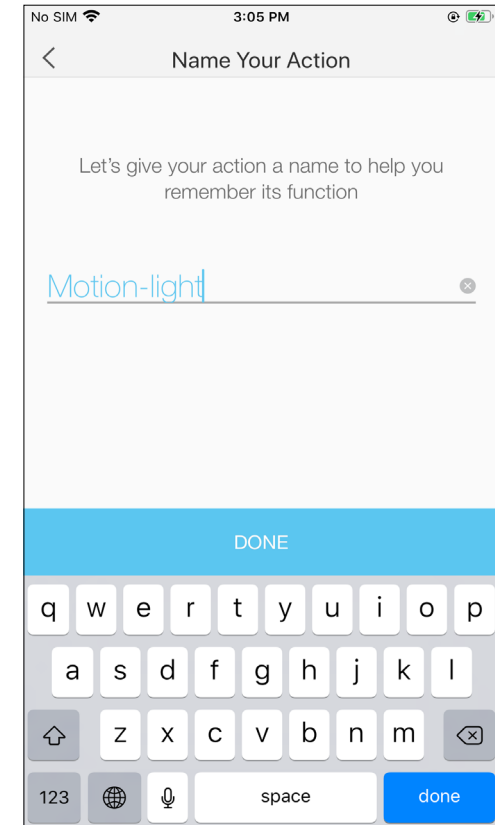 No SIM 3:05 PM
Name Your Action
Let's give your action a name to help you
remember its function
Motion-light
DONE
q w e r t y u i o p
a s d f g h j k l
z x c v b n m
123 space done